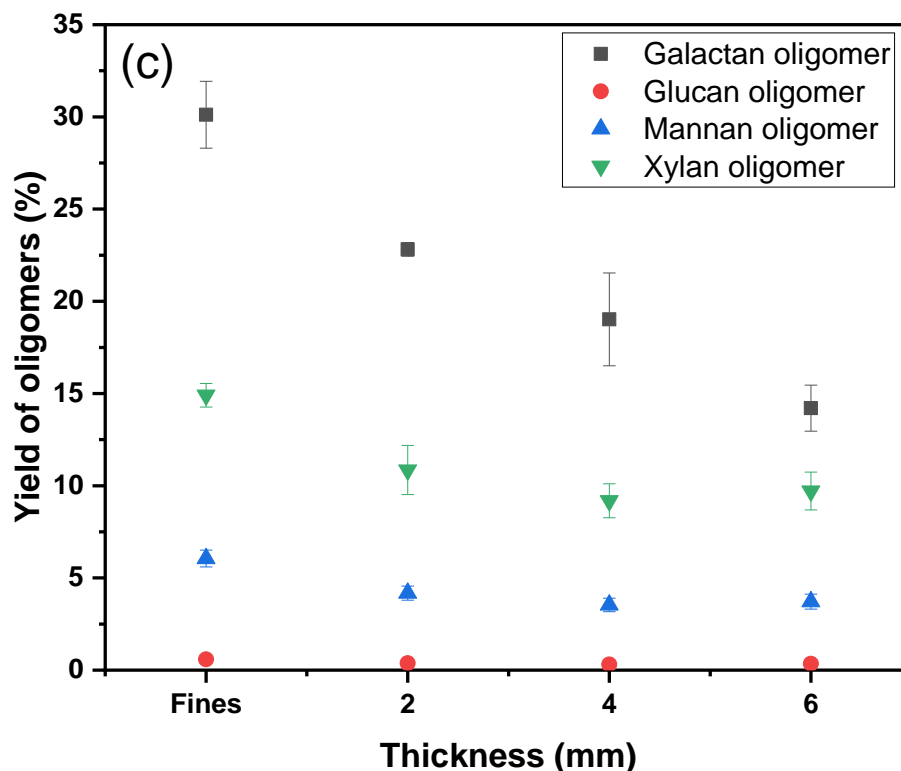 (c)
Galactan oligomer
Glucan oligomer
Mannan oligomer
Xylan oligomer
Yield of oligomers (%)
35
30
25
20
15
10
5
0
Fines 2 4 6
Thickness (mm)